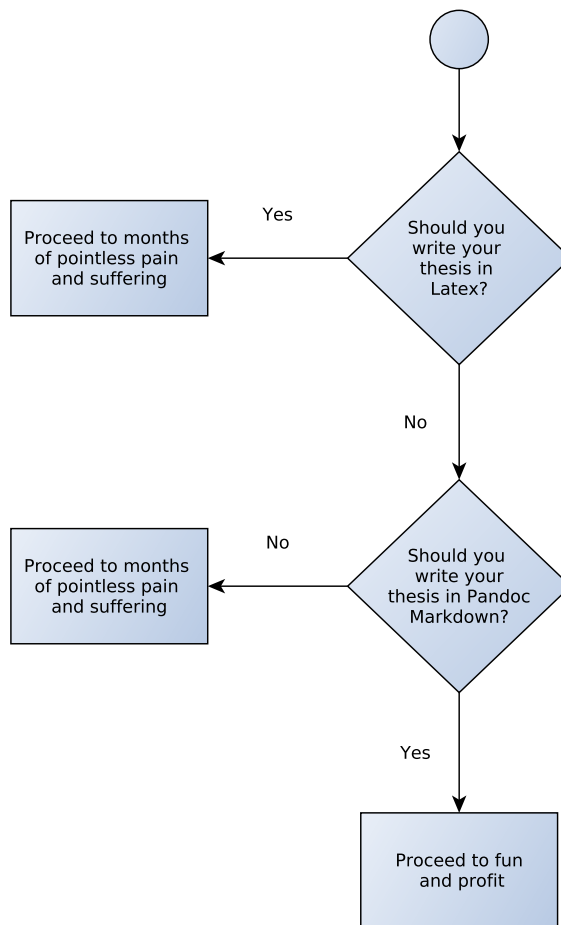 Should you
write your
thesis in
Latex?
Yes
Proceed to months
of pointless pain
and suffering
No
Should you
write your
thesis in Pandoc
Markdown?
No
Proceed to months
of pointless pain
and suffering
Yes
Proceed to fun
and profit